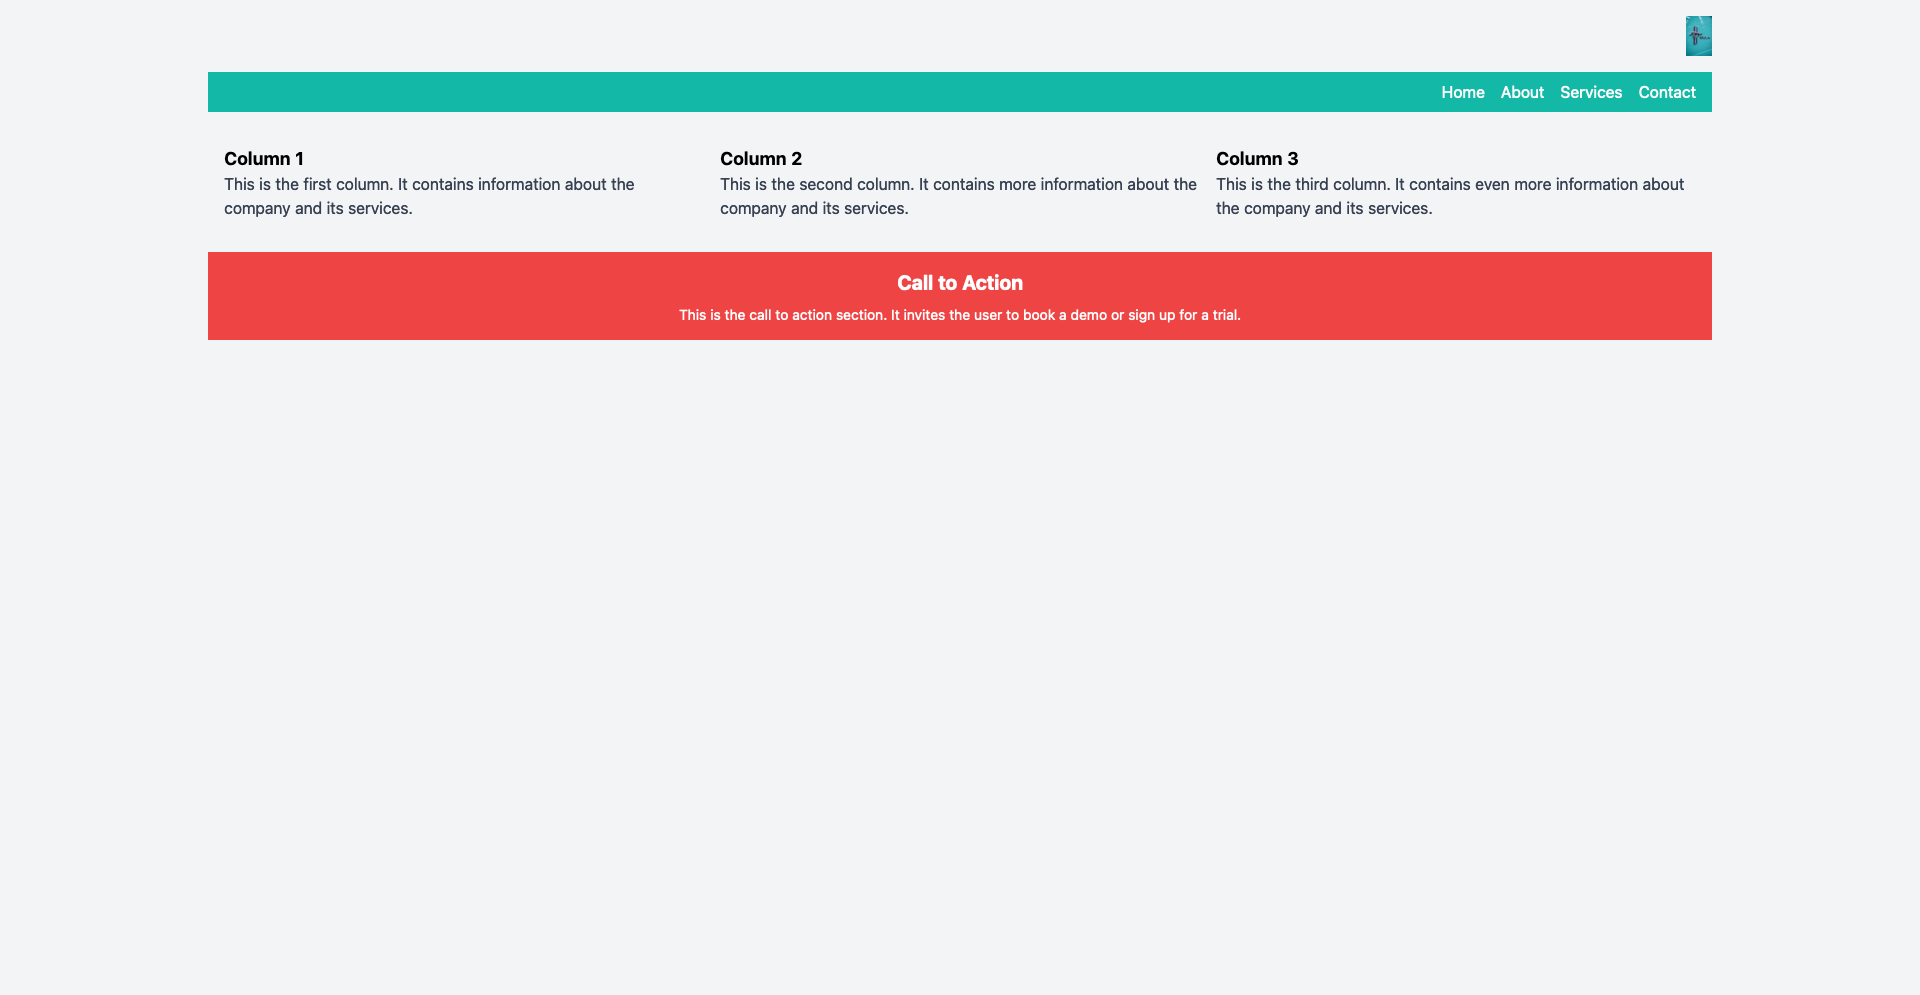 Home About Services Contact
Column 1
This is the first column. It contains information about the
company and its services.
Column 2
This is the second column. It contains more information about the
company and its services.
Column 3
This is the third column. It contains even more information about
the company and its services.
Call to Action
This is the call to action section. It invites the user to book a demo or sign up for a trial.